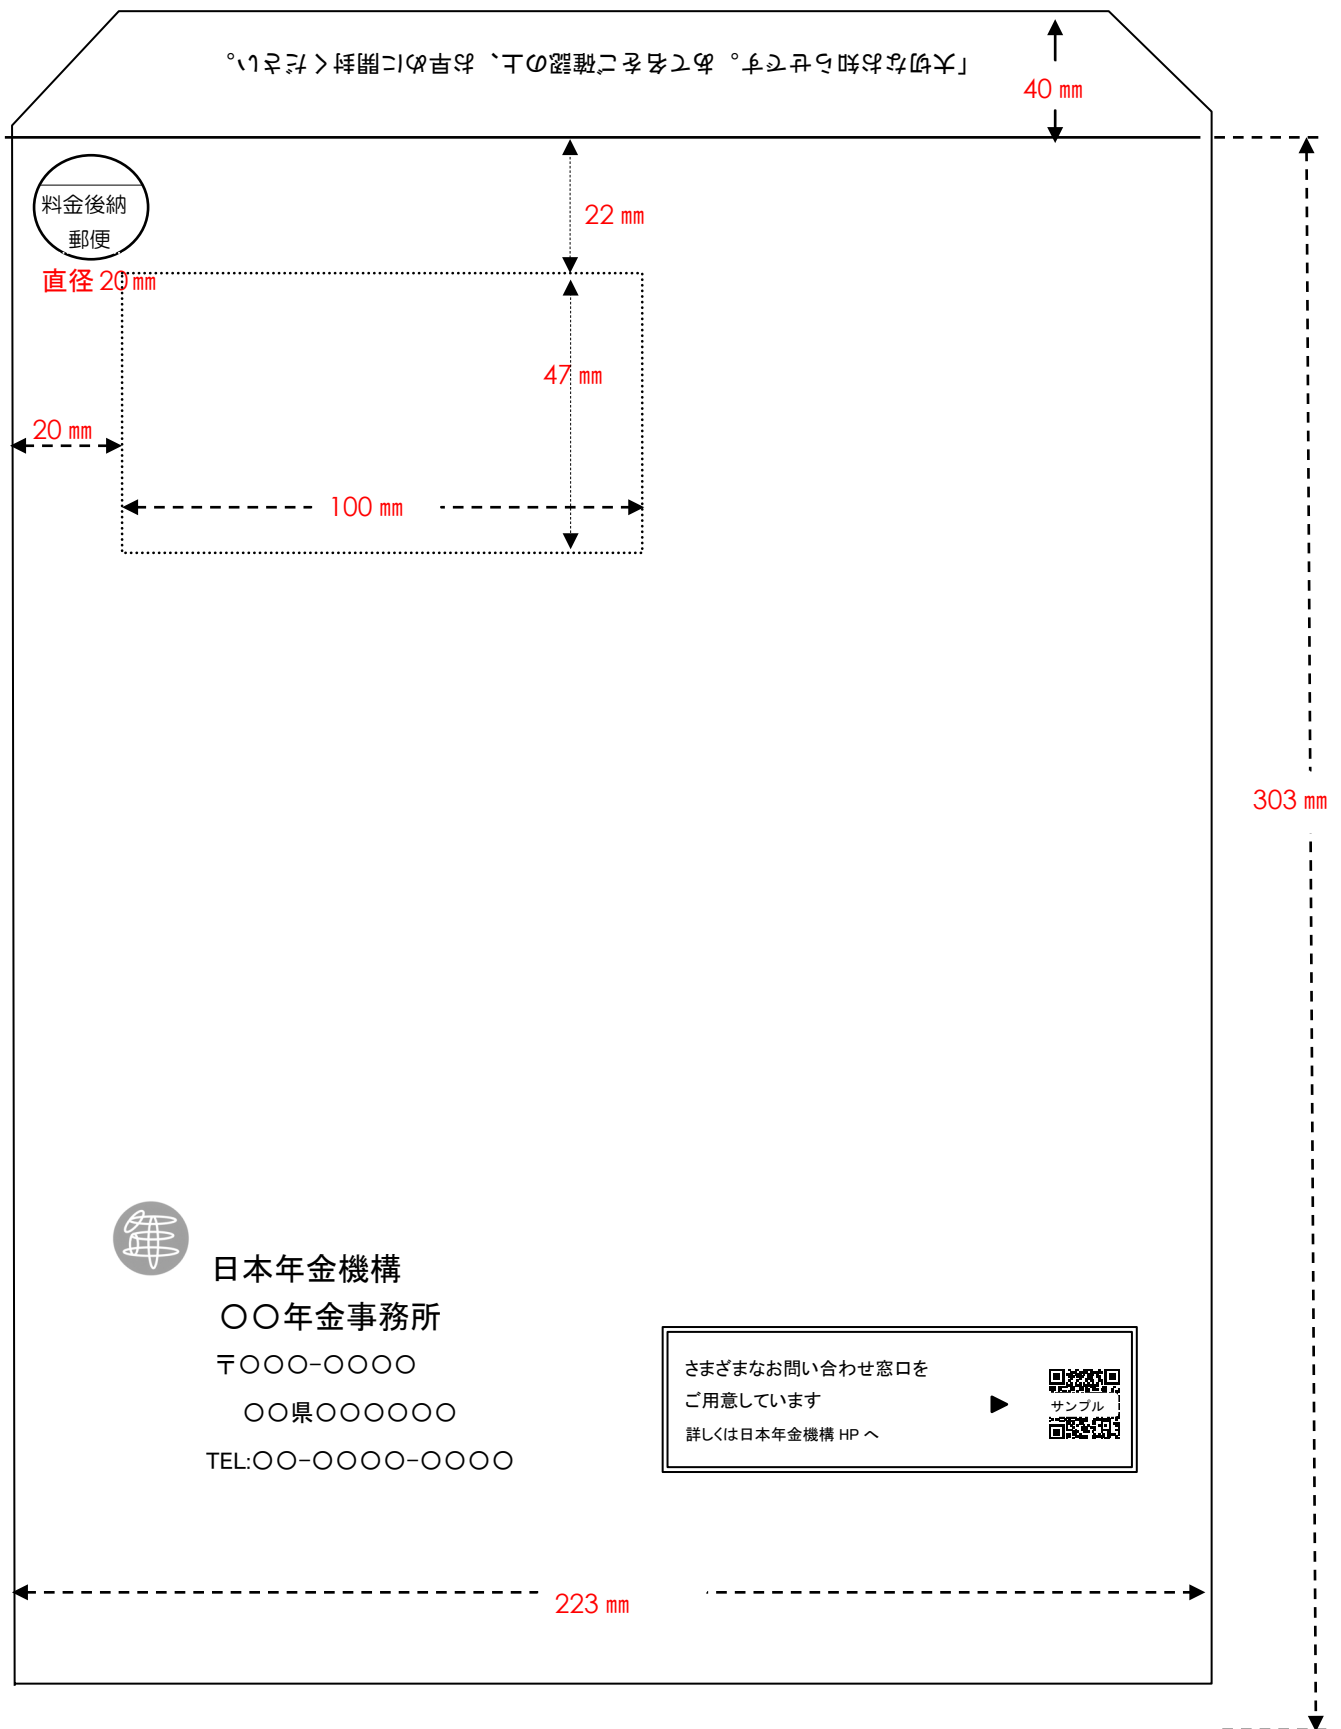 「大切なお知らせです。あて名をご確認の上、お早めに開封ください。
40 ㎜
料金後納
郵便
22 ㎜
直径 20 ㎜
47 ㎜
20 ㎜
100 ㎜
303 ㎜
日本年金機構
〇〇年金事務所
〒〇〇〇-〇〇〇〇
〇〇県〇〇〇〇〇〇
TEL:〇〇-〇〇〇〇-〇〇〇〇
さまざまなお問い合わせ窓口を
ご用意しています
▶
サンプル
詳しくは日本年金機構 HP へ
223 ㎜